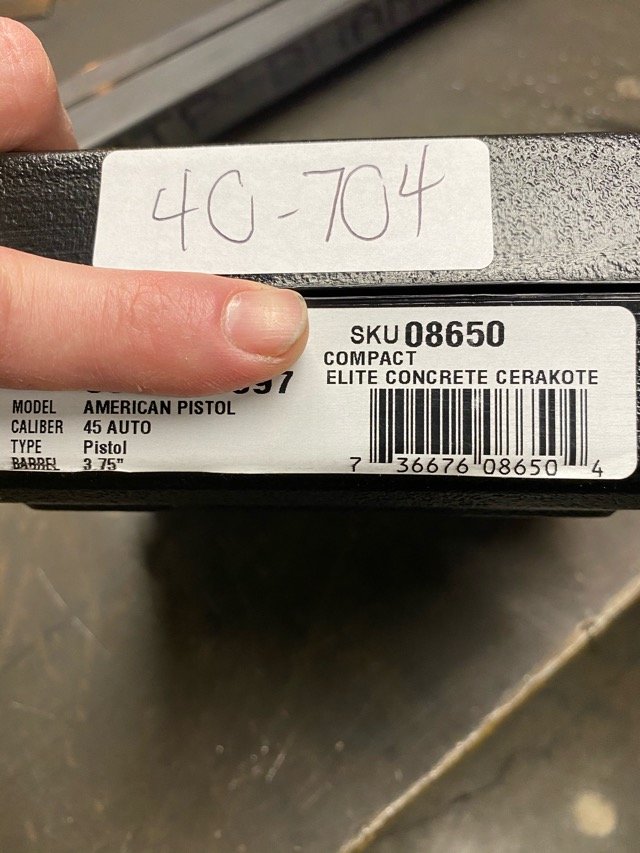 40-704
SKU 08650
COMPACT
ELITE CONCRETE CERAKOTE
MODEL AMERICAN PISTOL
CALIBER 45 AUTO
TYPE Pistol
BARREL 3.75"
7 36676 08650 4